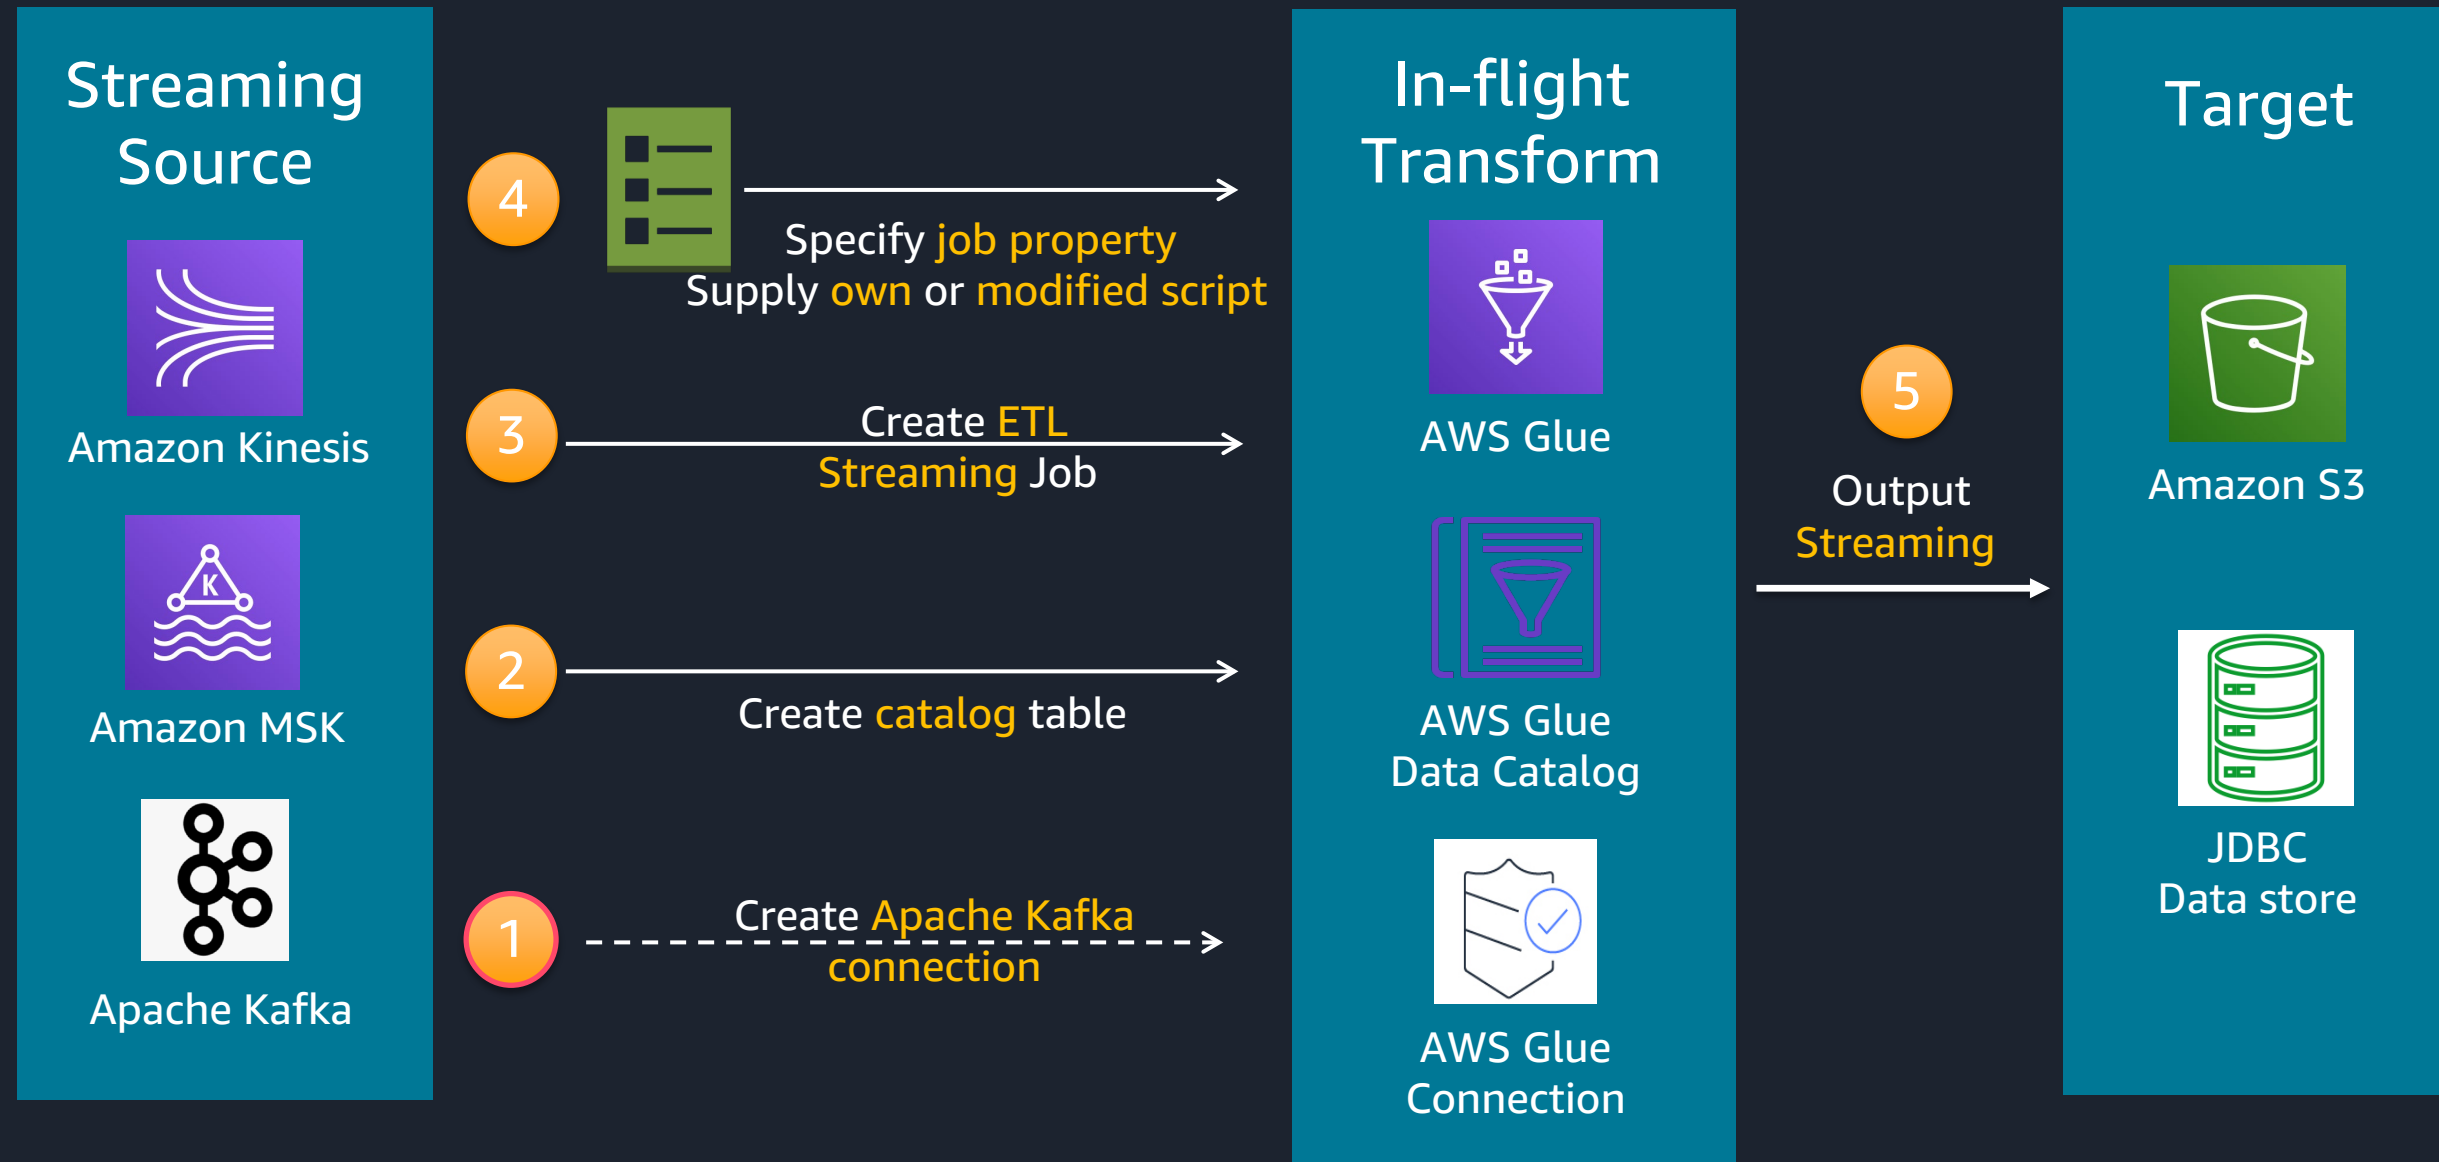 Streaming
Source
Amazon Kinesis
K
Amazon MSK
Apache Kafka
4
Specify job property
Supply own or modified script
3
Create ETL
Streaming Job
2
Create catalog table
1
Create Apache Kafka
connection
In-flight
Transform
AWS Glue
AWS Glue
Data Catalog
AWS Glue
Connection
5
Output
Streaming
Target
Amazon S3
JDBC
Data store